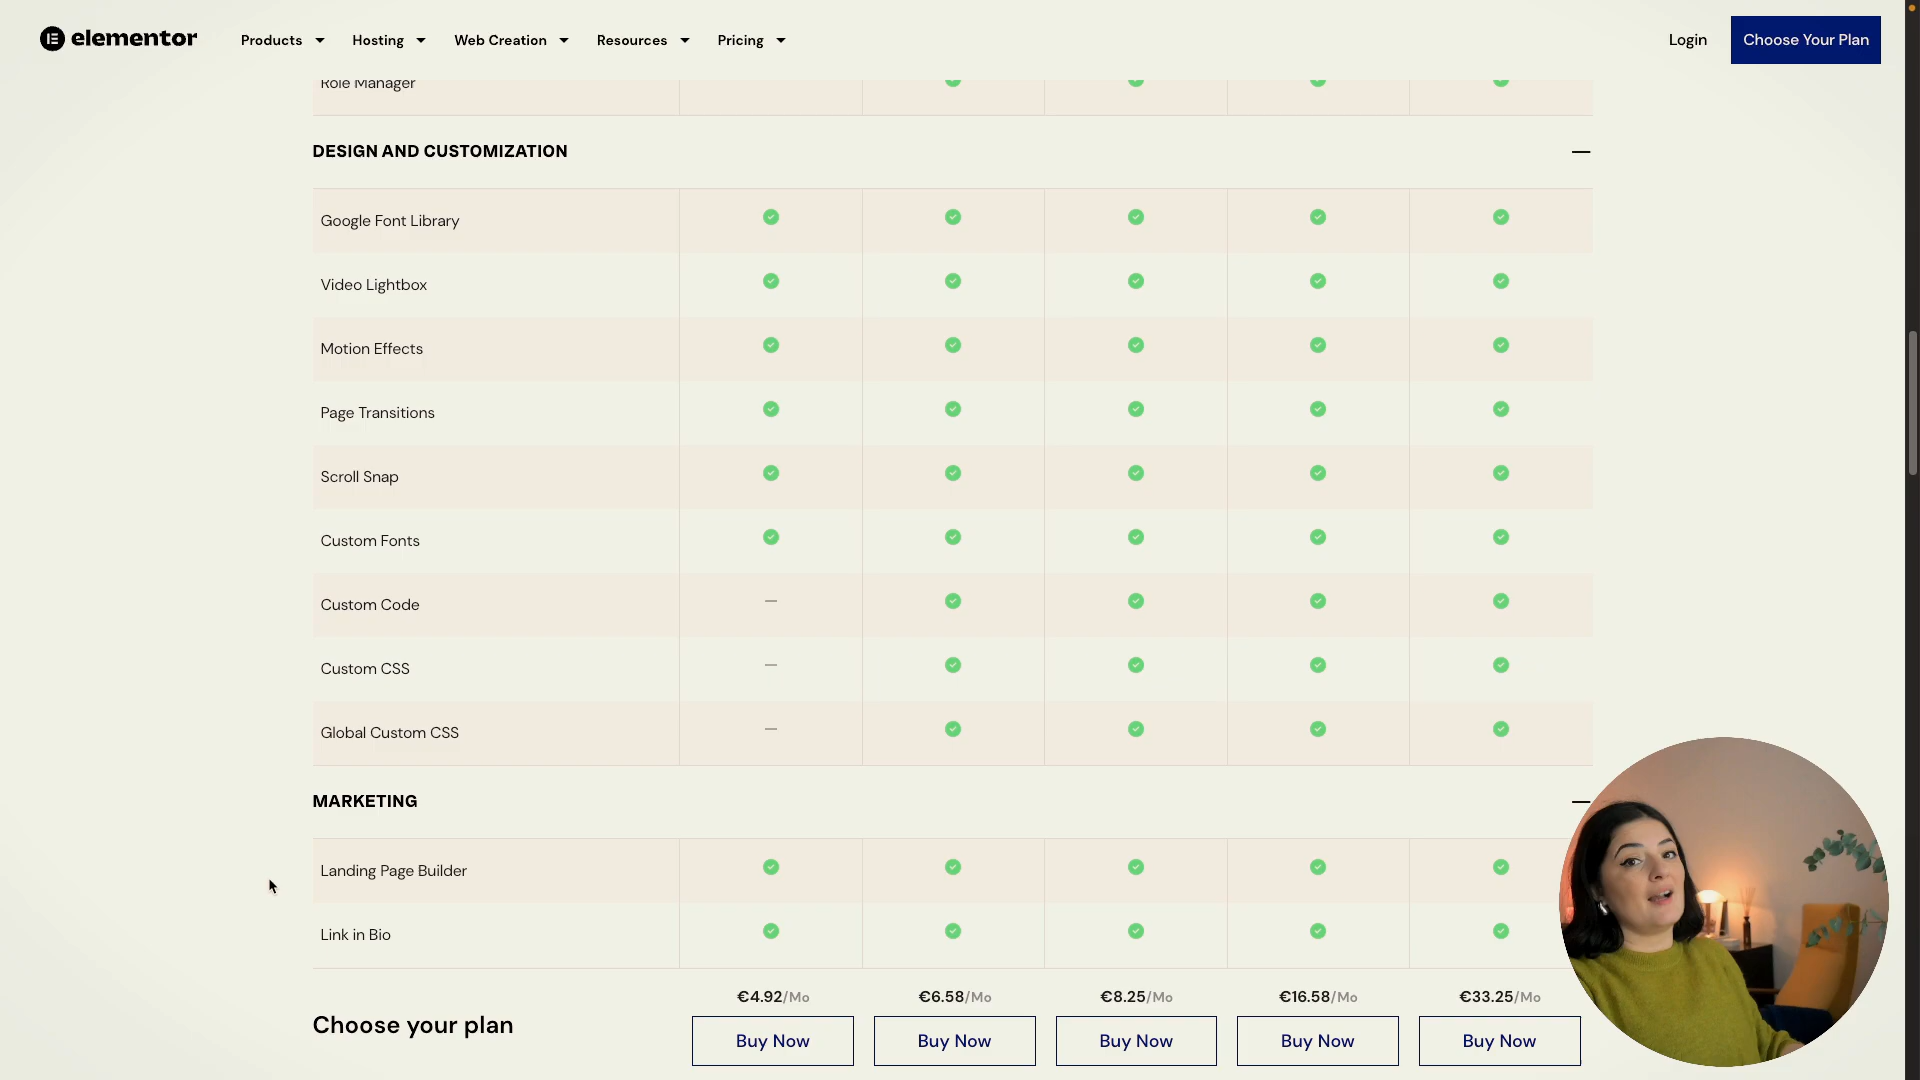 elementor
Products
Hosting
Web Creation
Resources
Pricing
Login
Choose Your Plan
Role Manager
DESIGN AND CUSTOMIZATION
Google Font Library
Video Lightbox
Motion Effects
Page Transitions
Scroll Snap
Custom Fonts
Custom Code
Custom CSS
Global Custom CSS
MARKETING
Landing Page Builder
Link in Bio
Choose your plan
€4.92/Mo
€6.58/Mo
€8.25/Mo
€16.58/Mo
€33.25/Mo
Buy Now
Buy Now
Buy Now
Buy Now
Buy Now